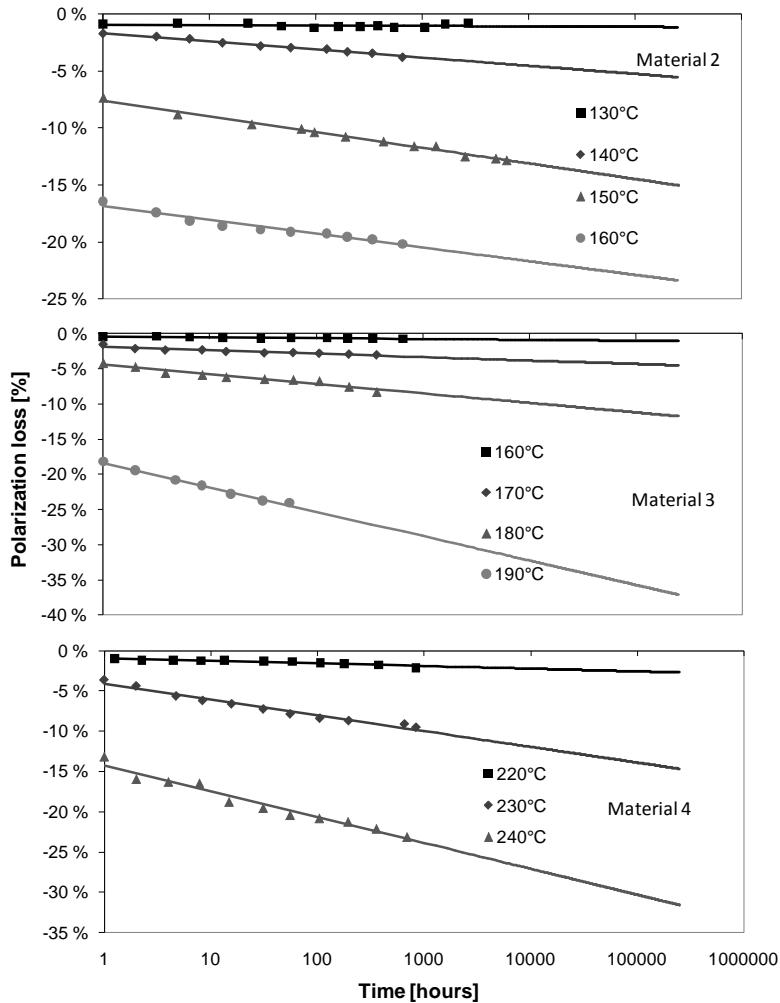 0 %
-5%
-10%
-15%
-20%
-25%
Material 2
130°C
140°C
150°C
160°C
Polarization loss [%]
0 %
-5 %
-10 %
-15 %
-20 %
-25 %
-30 %
-35 %
-40 %
160°C
170°C
180°C
190°C
Material 3
0 %
-5 %
-10 %
-15 %
-20 %
-25 %
-30 %
-35 %
220°C
230°C
240°C
Material 4
1 10 100 1000 10000 100000 1000000
Time [hours]